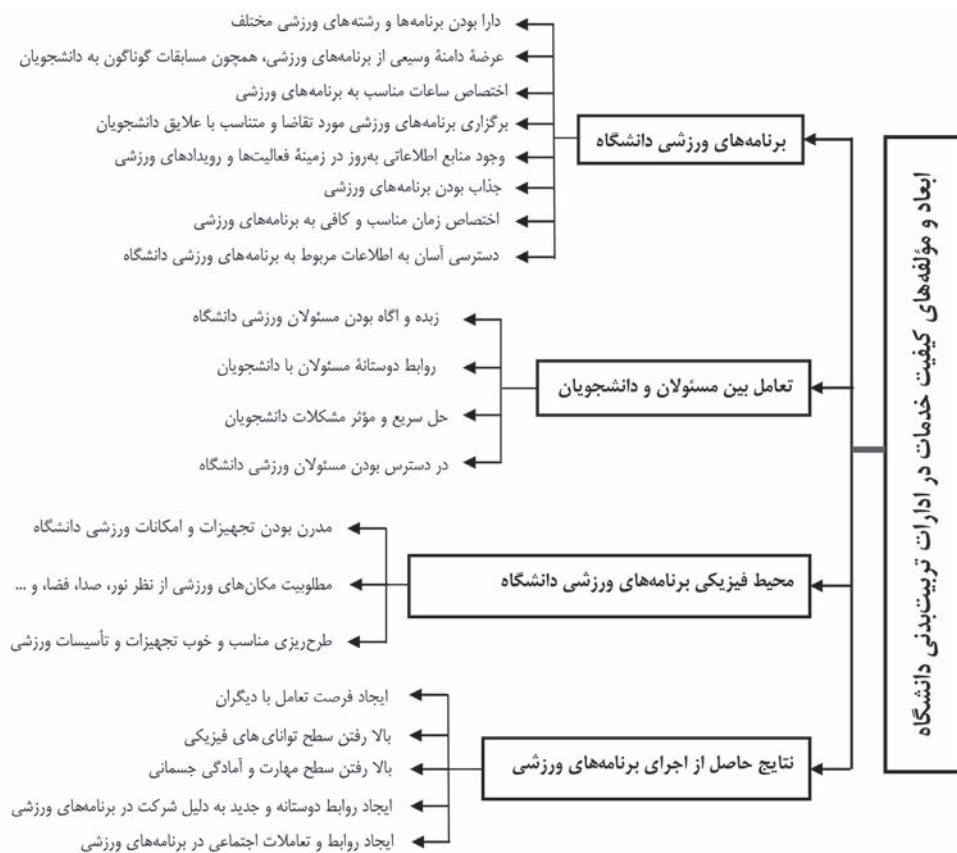 ابعاد و مؤلفه‌های کیفیت خدمات در ادارات تربیت‌بدنی دانشگاه
برنامه‌های ورزشی دانشگاه
دارا بودن برنامه‌ها و رشته‌های ورزشی مختلف
عرضهٔ دامنهٔ وسیعی از برنامه‌های ورزشی، همچون مسابقات گوناگون به دانشجویان
اختصاص ساعات مناسب به برنامه‌های ورزشی
برگزاری برنامه‌های ورزشی مورد تقاضا و متناسب با علایق دانشجویان
وجود منابع اطلاعاتی به‌روز در زمینهٔ فعالیت‌ها و رویدادهای ورزشی
جذاب بودن برنامه‌های ورزشی
اختصاص زمان مناسب و کافی به برنامه‌های ورزشی
دسترسی آسان به اطلاعات مربوط به برنامه‌های ورزشی دانشگاه
تعامل بین مسئولان و دانشجویان
زبده و اگاه بودن مسئولان ورزشی دانشگاه
روابط دوستانهٔ مسئولان با دانشجویان
حل سریع و مؤثر مشکلات دانشجویان
در دسترس بودن مسئولان ورزشی دانشگاه
محیط فیزیکی برنامه‌های ورزشی دانشگاه
مدرن بودن تجهیزات و امکانات ورزشی دانشگاه
مطلوبیت مکان‌های ورزشی از نظر نور، صدا، فضا، و ...
طرح‌ریزی مناسب و خوب تجهیزات و تأسیسات ورزشی
نتایج حاصل از اجرای برنامه‌های ورزشی
ایجاد فرصت تعامل با دیگران
بالا رفتن سطح توانای های فیزیکی
بالا رفتن سطح مهارت و آمادگی جسمانی
ایجاد روابط دوستانه و جدید به دلیل شرکت در برنامه‌های ورزشی
ایجاد روابط و تعاملات اجتماعی در برنامه‌های ورزشی